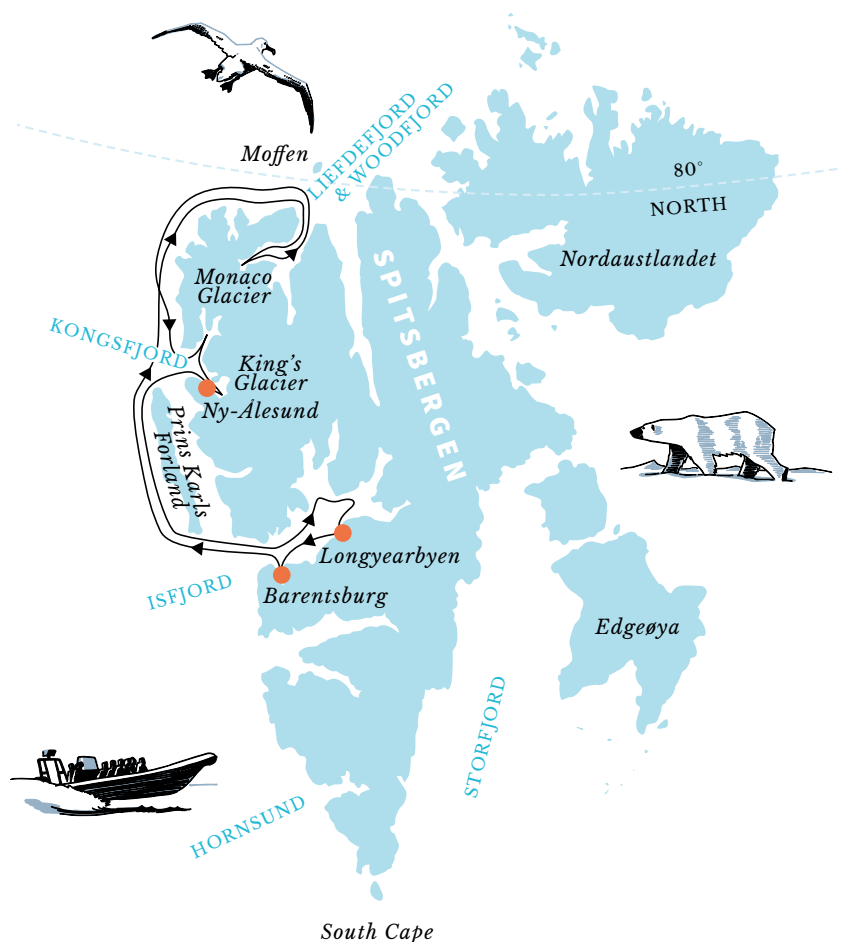 LIEFDEFJORD
& WOODFJORD
Moffen
80°
NORTH
Nordaustlandet
Monaco
Glacier
SPITSBERGEN
KONGSFJORD
King's
Glacier
Ny-Ålesund
Prins Karls
Forland
Longyearbyen
ISFJORD
Barentsburg
Edgeøya
STORFJORD
HORNSUND
South Cape